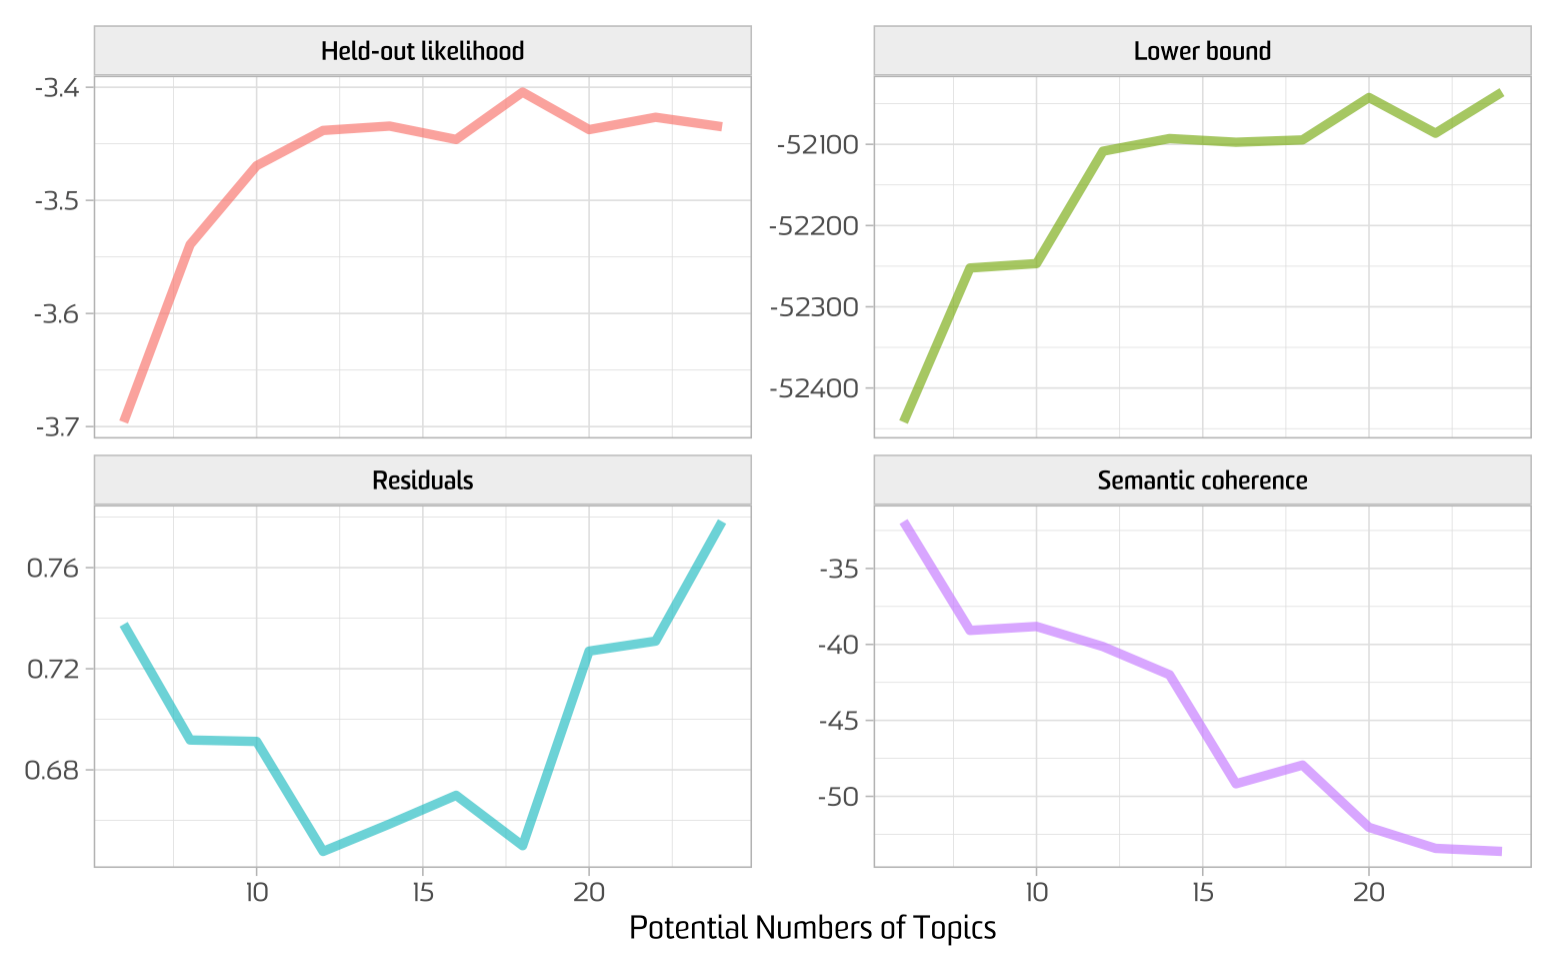 Held-out likelihood
-3.4
-3.5
-3.6
-3.7
Lower bound
-52100
-52200
-52300
-52400
Residuals
0.76
0.72
0.68
10 15 20
Semantic coherence
-35
-40
-45
-50
10 15 20
Potential Numbers of Topics